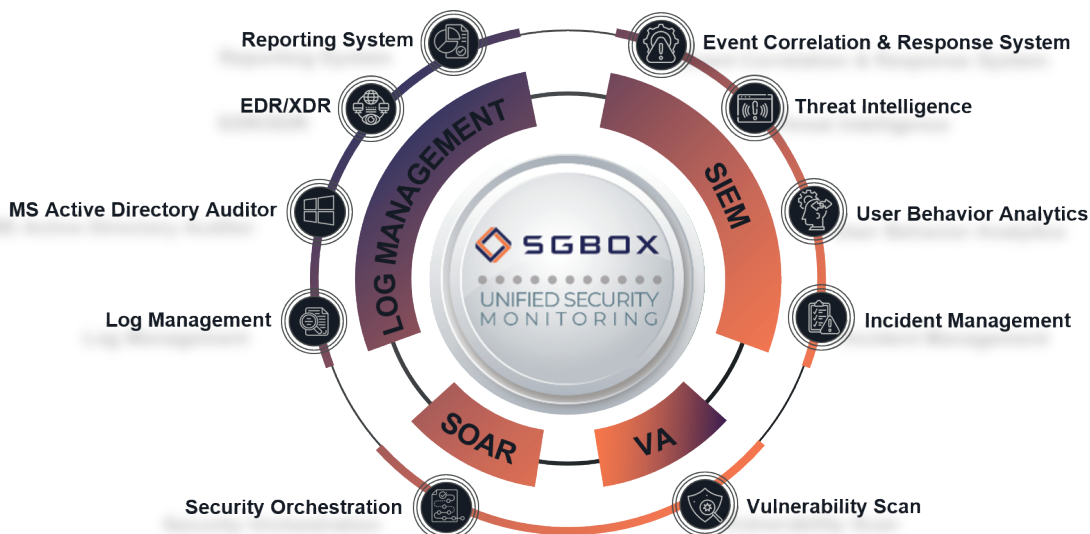 Reporting System
Event Correlation & Response System
EDR/XDR
Threat Intelligence
MS Active Directory Auditor
User Behavior Analytics
Log Management
Incident Management
Security Orchestration
Vulnerability Scan
LOG MANAGEMENT
SIEM
SOAR
VA
SGBOX
UNIFIED SECURITY
MONITORING